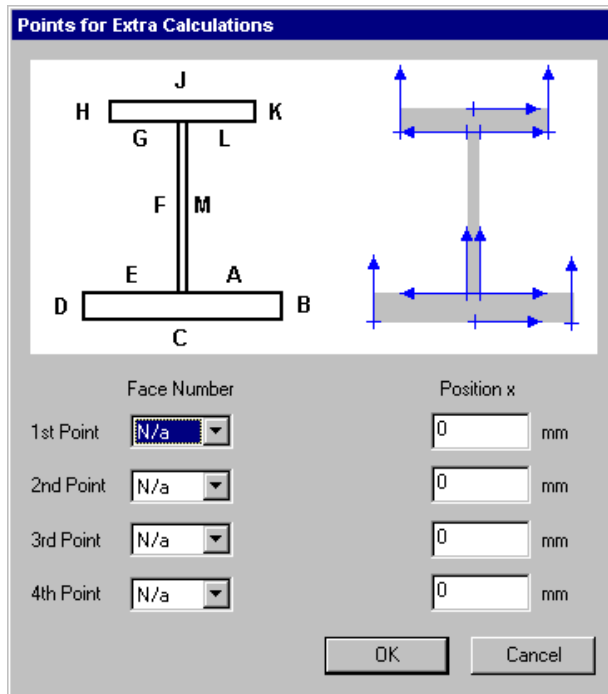 Points for Extra Calculations
J
H K
G L
F M
E A
D B
C
Face Number Position x
1st Point N/a 0 mm
2nd Point N/a 0 mm
3rd Point N/a 0 mm
4th Point N/a 0 mm
OK Cancel